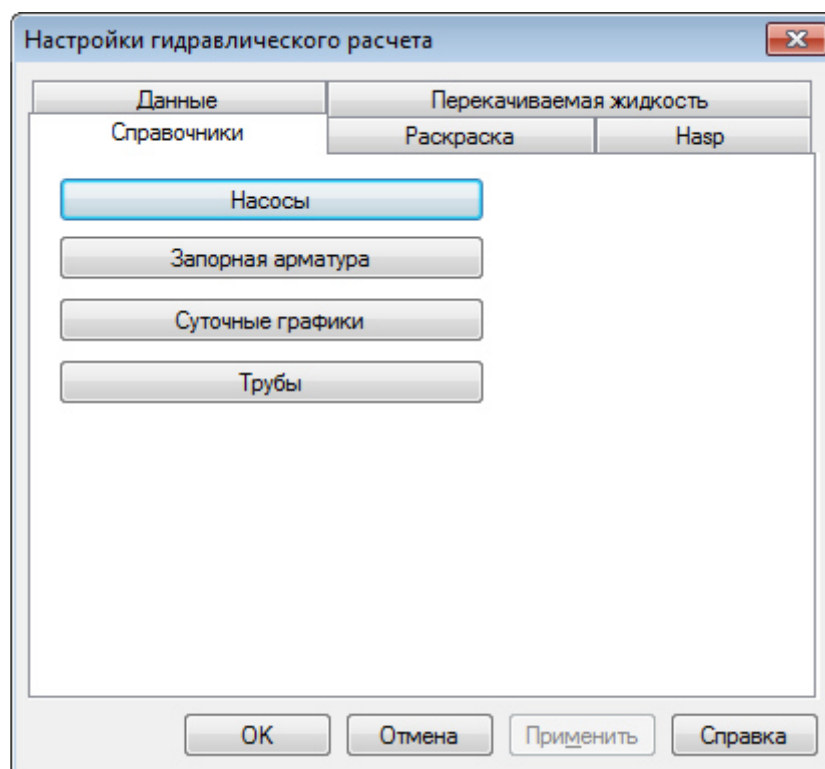 Настройки гидравлического расчета
Данные Перекачиваемая жидкость
Справочники Раскраска Hasp
Насосы
Запорная арматура
Суточные графики
Трубы
OK Отмена Применить Справка